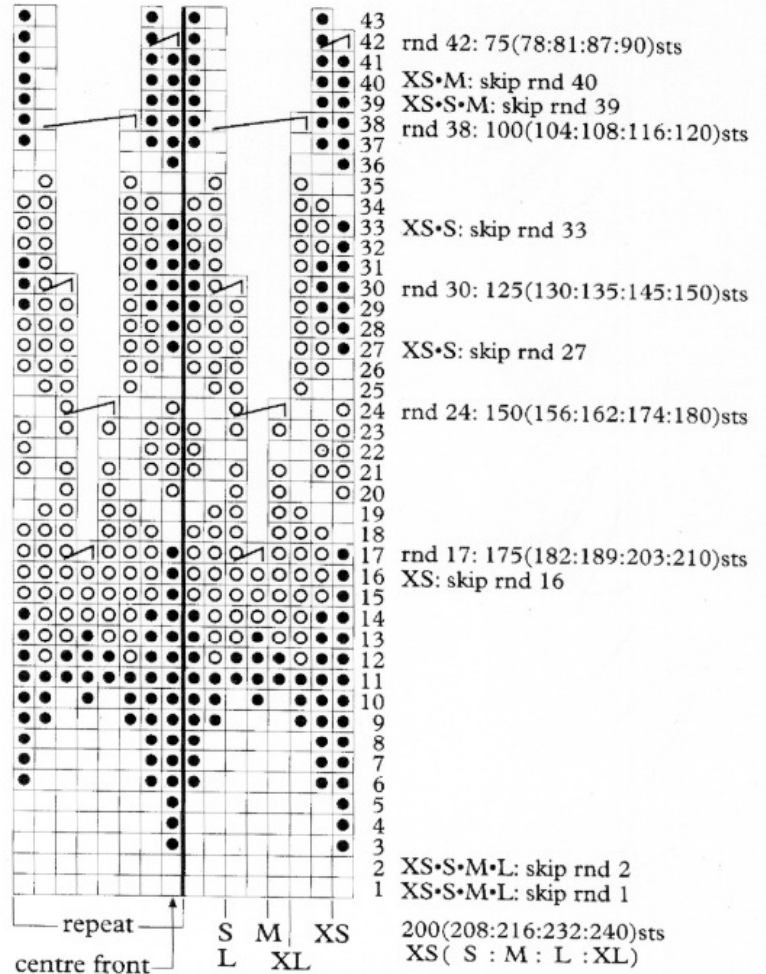 43
42 rnd 42: 75(78:81:87:90)sts
41
40 XS•M: skip rnd 40
39 XS•S•M: skip rnd 39
38 rnd 38: 100(104:108:116:120)sts
37
36
35
34
33 XS•S: skip rnd 33
32
31
30 rnd 30: 125(130:135:145:150)sts
29
28
27 XS•S: skip rnd 27
26
25
24 rnd 24: 150(156:162:174:180)sts
23
22
21
20
19
18
17 rnd 17: 175(182:189:203:210)sts
16 XS: skip rnd 16
15
14
13
12
11
10
9
8
7
6
5
4
3
2 XS•S•M•L: skip rnd 2
1 XS•S•M•L: skip rnd 1
repeat S M XS 200(208:216:232:240)sts
centre front L XL XS( S : M : L :XL)